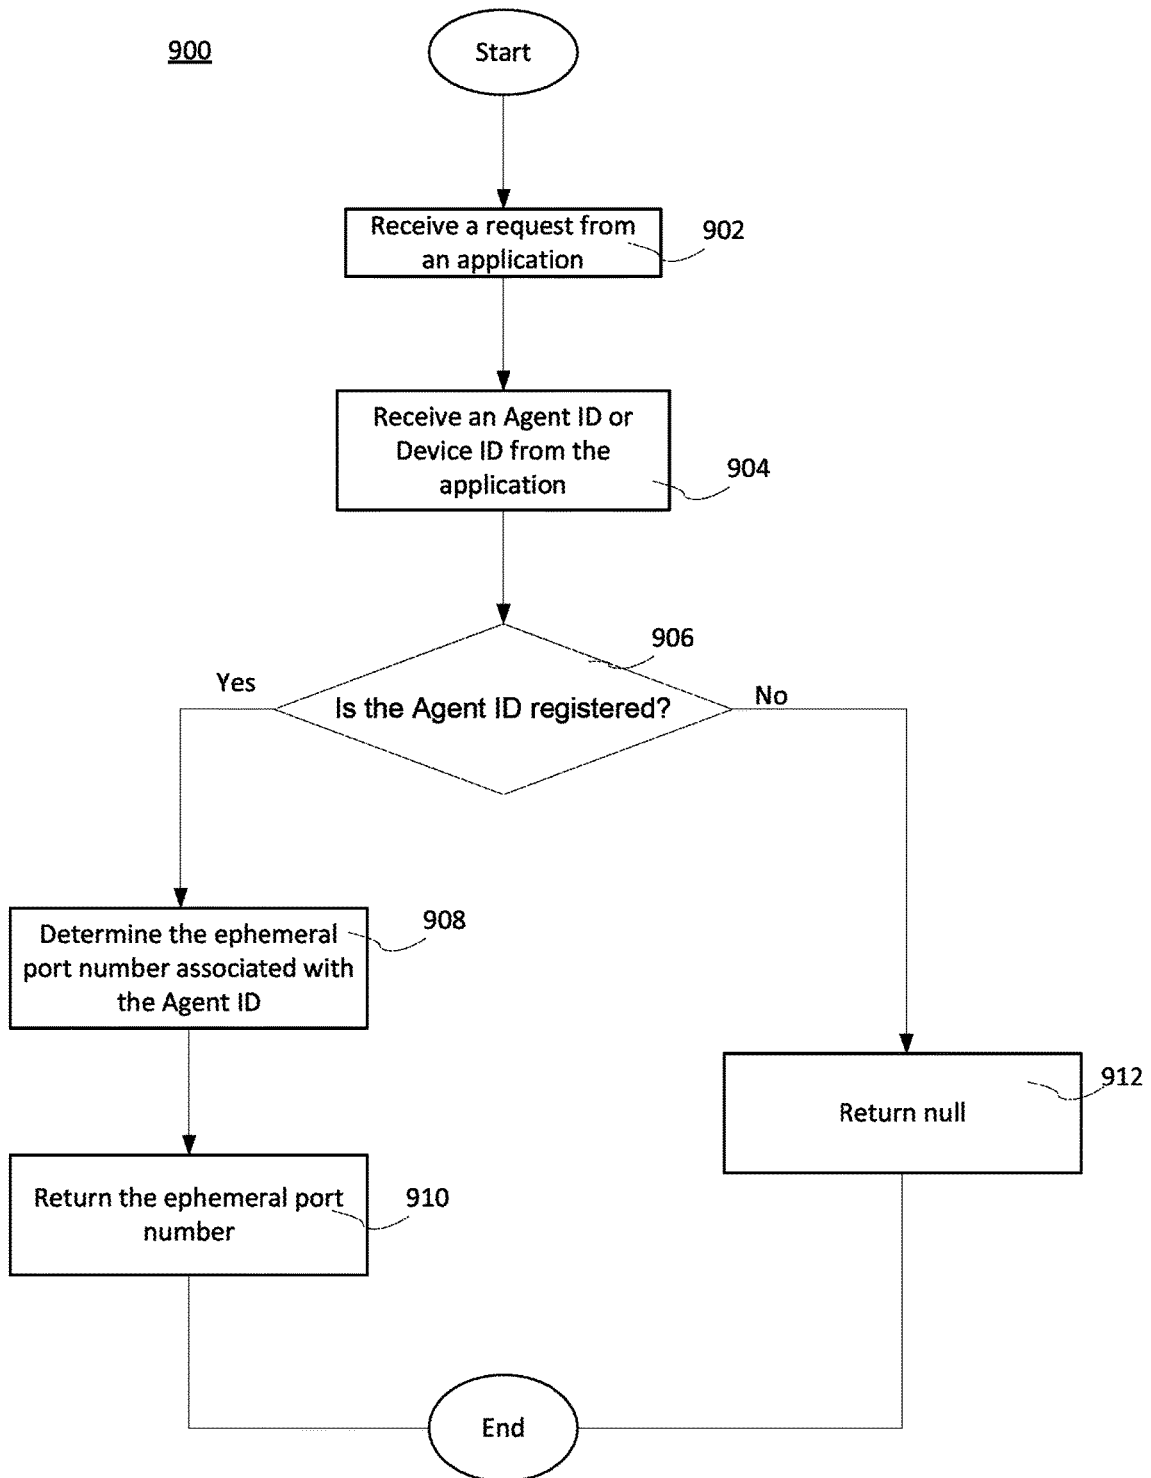 900
Start
Receive a request from
an application
902
Receive an Agent ID or
Device ID from the
application
904
906
Yes
Is the Agent ID registered?
No
Determine the ephemeral
port number associated with
the Agent ID
908
912
Return null
Return the ephemeral port
number
910
End